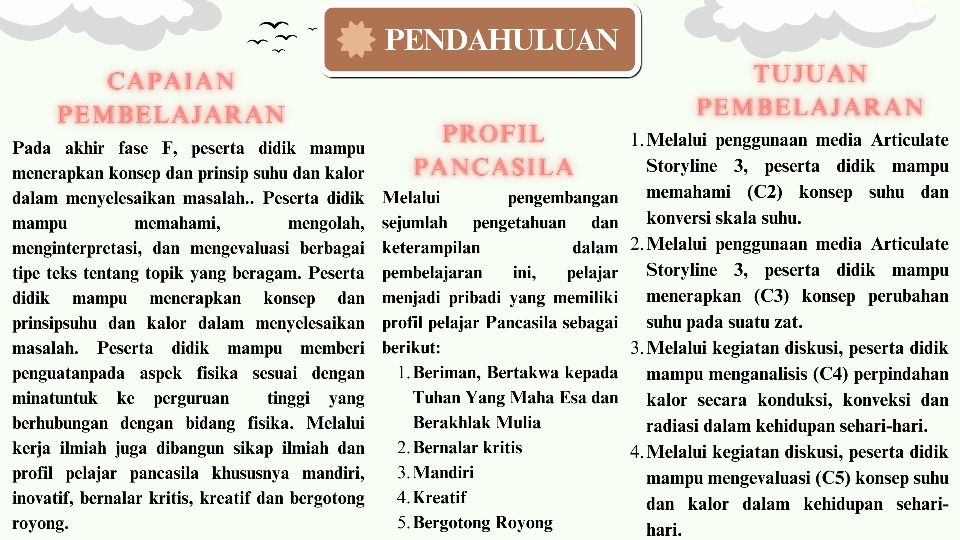 PENDAHULUAN
CAPAIAN
PEMBELAJARAN
Pada akhir fase F, peserta didik mampu
menerapkan konsep dan prinsip suhu dan kalor
dalam menyelesaikan masalah.. Peserta didik
mampu memahami, mengolah,
menginterpretasi, dan mengevaluasi berbagai
tipe teks tentang topik yang beragam. Peserta
didik mampu menerapkan konsep dan
prinsipsuhu dan kalor dalam menyelesaikan
masalah. Peserta didik mampu memberi
penguatanpada aspek fisika sesuai dengan
minatuntuk ke perguruan tinggi yang
berhubungan dengan bidang fisika. Melalui
kerja ilmiah juga dibangun sikap ilmiah dan
profil pelajar pancasila khususnya mandiri,
inovatif, bernalar kritis, kreatif dan bergotong
royong.
PROFIL
PANCASILA
Melalui pengembangan
sejumlah pengetahuan dan
keterampilan dalam
pembelajaran ini, pelajar
menjadi pribadi yang memiliki
profil pelajar Pancasila sebagai
berikut:
1. Beriman, Bertakwa kepada
Tuhan Yang Maha Esa dan
Berakhlak Mulia
2. Bernalar kritis
3. Mandiri
4. Kreatif
5. Bergotong Royong
TUJUAN
PEMBELAJARAN
1. Melalui penggunaan media Articulate
Storyline 3, peserta didik mampu
memahami (C2) konsep suhu dan
konversi skala suhu.
2. Melalui penggunaan media Articulate
Storyline 3, peserta didik mampu
menerapkan (C3) konsep perubahan
suhu pada suatu zat.
3. Melalui kegiatan diskusi, peserta didik
mampu menganalisis (C4) perpindahan
kalor secara konduksi, konveksi dan
radiasi dalam kehidupan sehari-hari.
4. Melalui kegiatan diskusi, peserta didik
mampu mengevaluasi (C5) konsep suhu
dan kalor dalam kehidupan sehari-
hari.